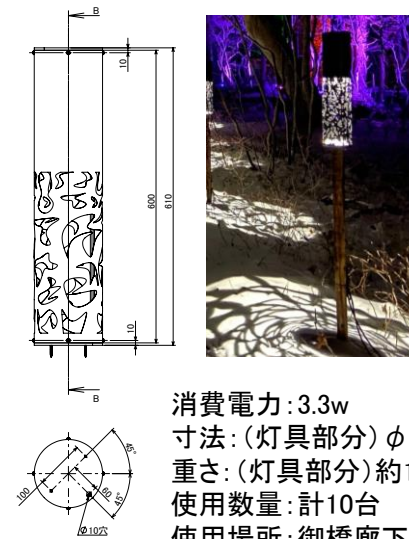 B
10
600
610
10
B
45°
100
60
45°
Φ10穴
消費電力:3.3w
寸法:(灯具部分)φ
重さ:(灯具部分)約
使用数量:計10台
使用場所:御橋廊下